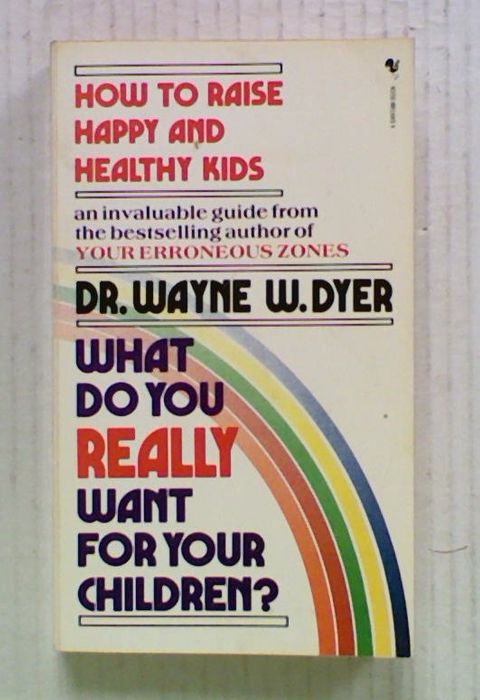 HOW TO RAISE
HAPPY AND
HEALTHY KIDS
an invaluable guide from
the bestselling author of
YOUR ERRONEOUS ZONES
DR. WAYNE W. DYER
WHAT
DO YOU
REALLY
WANT
FOR YOUR
CHILDREN?